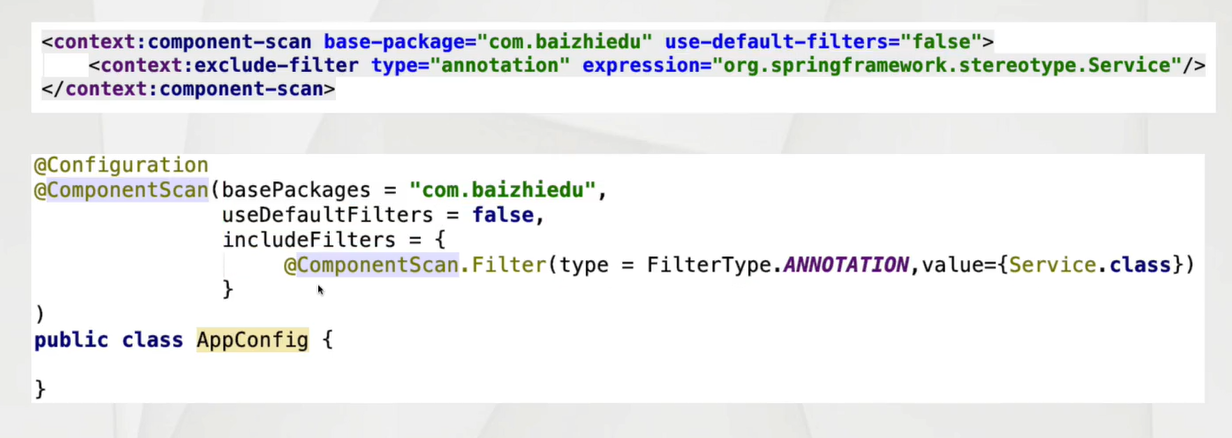 <context:component-scan base-package="com.baizhiedu" use-default-filters="false">
<context:exclude-filter type="annotation" expression="org.springframework.stereotype.Service"/>
</context:component-scan>
@Configuration
@ComponentScan(basePackages = "com.baizhiedu",
useDefaultFilters = false,
includeFilters = {
@ComponentScan.Filter(type = FilterType.ANNOTATION,value={Service.class})
}
)
public class AppConfig {
}